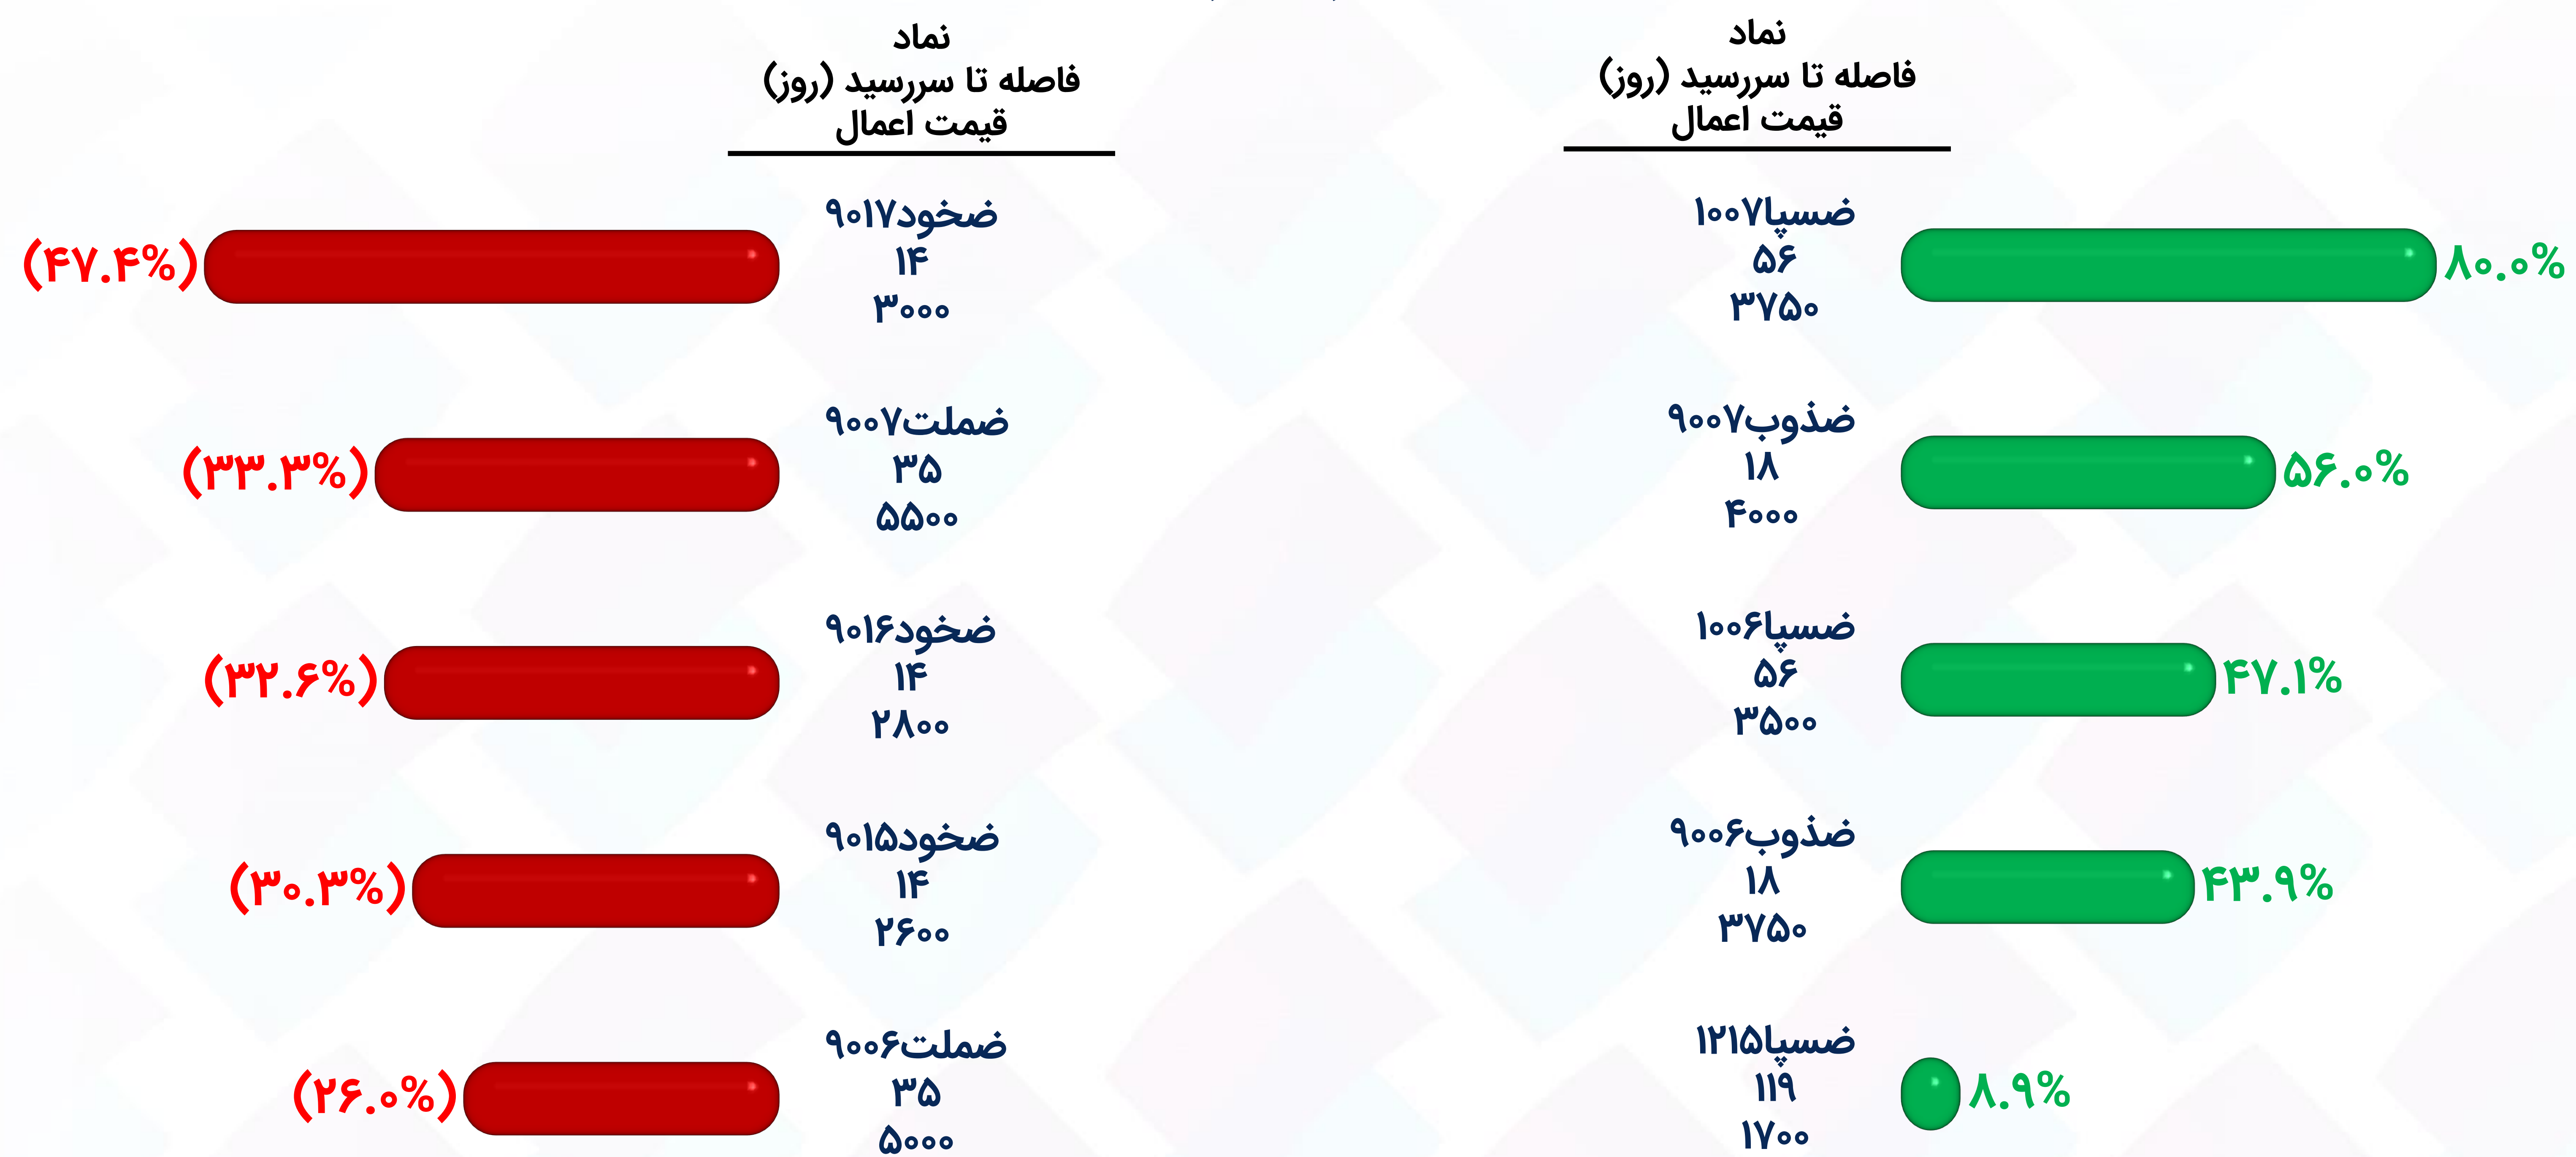 نماد
فاصله تا سررسید (روز)
قیمت اعمال
ضسپا۱۰۰۷
۵۶
۳۷۵۰
۸۰.۰%
ضذوب۹۰۰۷
۱۸
۴۰۰۰
۵۶.۰%
ضسپا۱۰۰۶
۵۶
۳۵۰۰
۴۷.۱%
ضذوب۹۰۰۶
۱۸
۳۷۵۰
۴۳.۹%
ضسپا۱۲۱۵
۱۱۹
۱۷۰۰
۸.۹%
نماد
فاصله تا سررسید (روز)
قیمت اعمال
ضخود۹۰۱۷
۱۴
۳۰۰۰
(۴۷.۴%)
ضملت۹۰۰۷
۳۵
۵۵۰۰
(۳۳.۳%)
ضخود۹۰۱۶
۱۴
۲۸۰۰
(۳۲.۶%)
ضخود۹۰۱۵
۱۴
۲۶۰۰
(۳۰.۳%)
ضملت۹۰۰۶
۳۵
۵۰۰۰
(۲۶.۰%)